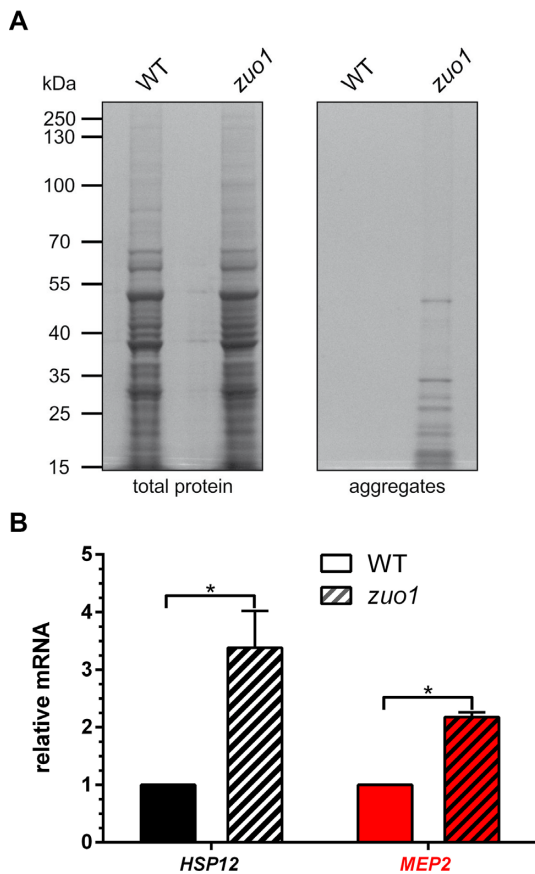 A
kDa
WT
zuo1
WT
zuo1
250
130
100
70
55
40
35
25
15
total protein
aggregates
B
relative mRNA
5
4
3
2
1
0
*
*
WT
zuo1
HSP12
MEP2